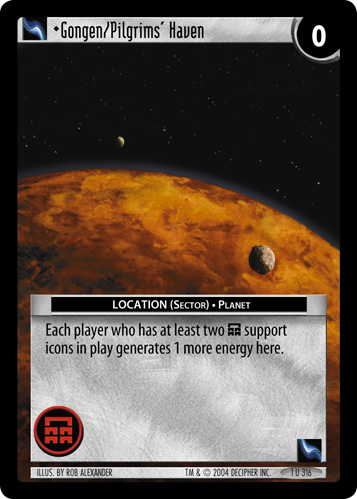 •Gongen/Pilgrims' Haven
0
LOCATION (SECTOR) • PLANET
Each player who has at least two support
icons in play generates 1 more energy here.
ILLUS. BY ROB ALEXANDER TM & © 2004 DECIPHER INC. 1 U 316